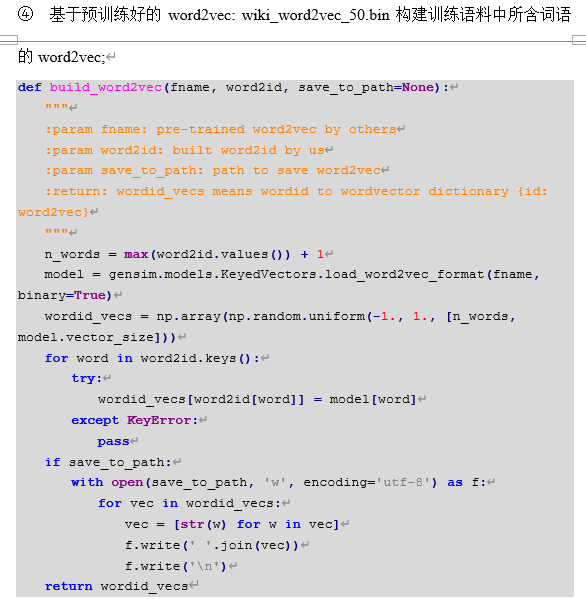 ④ 基于预训练好的 word2vec: wiki_word2vec_50.bin 构建训练语料中所含词语
的 word2vec;↵
def build_word2vec(fname, word2id, save_to_path=None):↵
"""↵
:param fname: pre-trained word2vec by others↵
:param word2id: built word2id by us↵
:param save_to_path: path to save word2vec↵
:return: wordid_vecs means wordid to wordvector dictionary {id:
word2vec}↵
"""↵
n_words = max(word2id.values()) + 1↵
model = gensim.models.KeyedVectors.load_word2vec_format(fname,
binary=True)↵
wordid_vecs = np.array(np.random.uniform(-1., 1., [n_words,
model.vector_size]))↵
for word in word2id.keys():↵
try:↵
wordid_vecs[word2id[word]] = model[word]↵
except KeyError:↵
pass↵
if save_to_path:↵
with open(save_to_path, 'w', encoding='utf-8') as f:↵
for vec in wordid_vecs:↵
vec = [str(w) for w in vec]↵
f.write(' '.join(vec))↵
f.write('\n')↵
return wordid_vecs↵